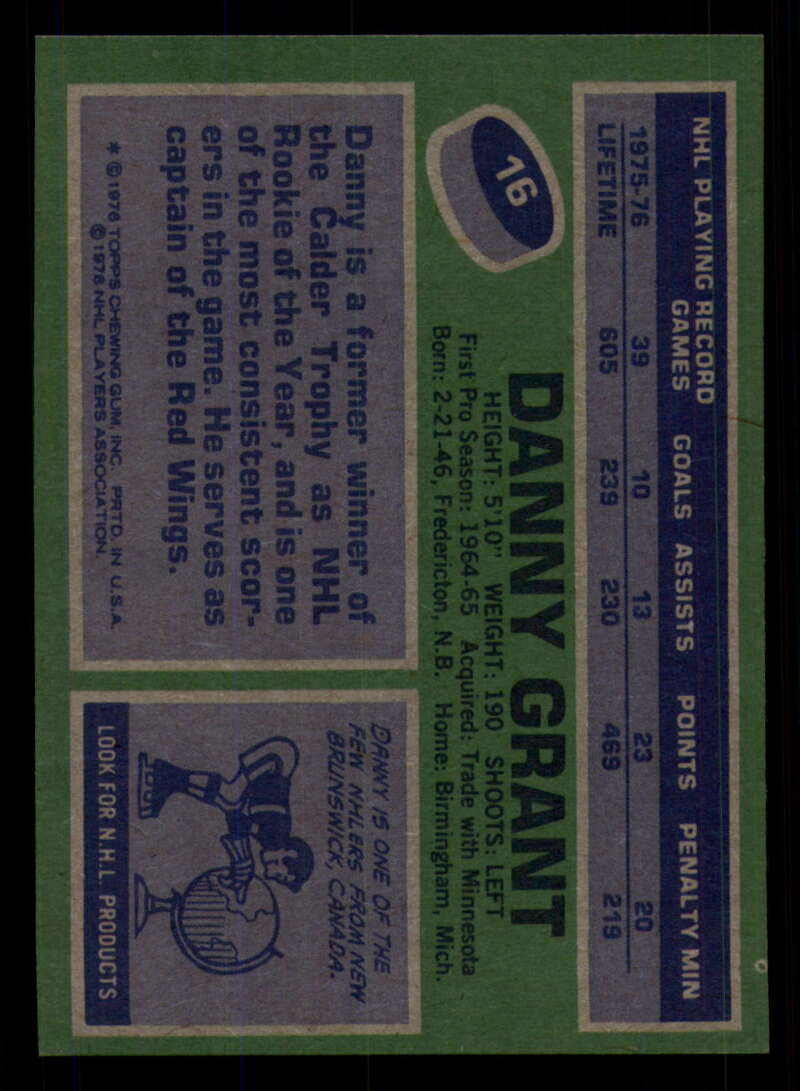 NHL PLAYING RECORD
GAMES GOALS ASSISTS POINTS PENALTY MIN
1975-76 39 10 13 23 20
LIFETIME 605 239 230 469 219
16
DANNY GRANT
HEIGHT: 5'10" WEIGHT: 190 SHOOTS: LEFT
First Pro Season: 1964-65 Acquired: Trade with Minnesota
Born: 2-21-46, Fredericton, N.B. Home: Birmingham, Mich.
Danny is a former winner of
the Calder Trophy as NHL
Rookie of the Year, and is one
of the most consistent scor-
ers in the game. He serves as
captain of the Red Wings.
* © 1976 TOPPS CHEWING GUM, INC. PRTD. IN U.S.A.
© 1976 NHL PLAYERS ASSOCIATION.
DANNY IS ONE OF THE
FEW NHLERS FROM NEW
BRUNSWICK, CANADA.
LOOK FOR N.H.L. PRODUCTS